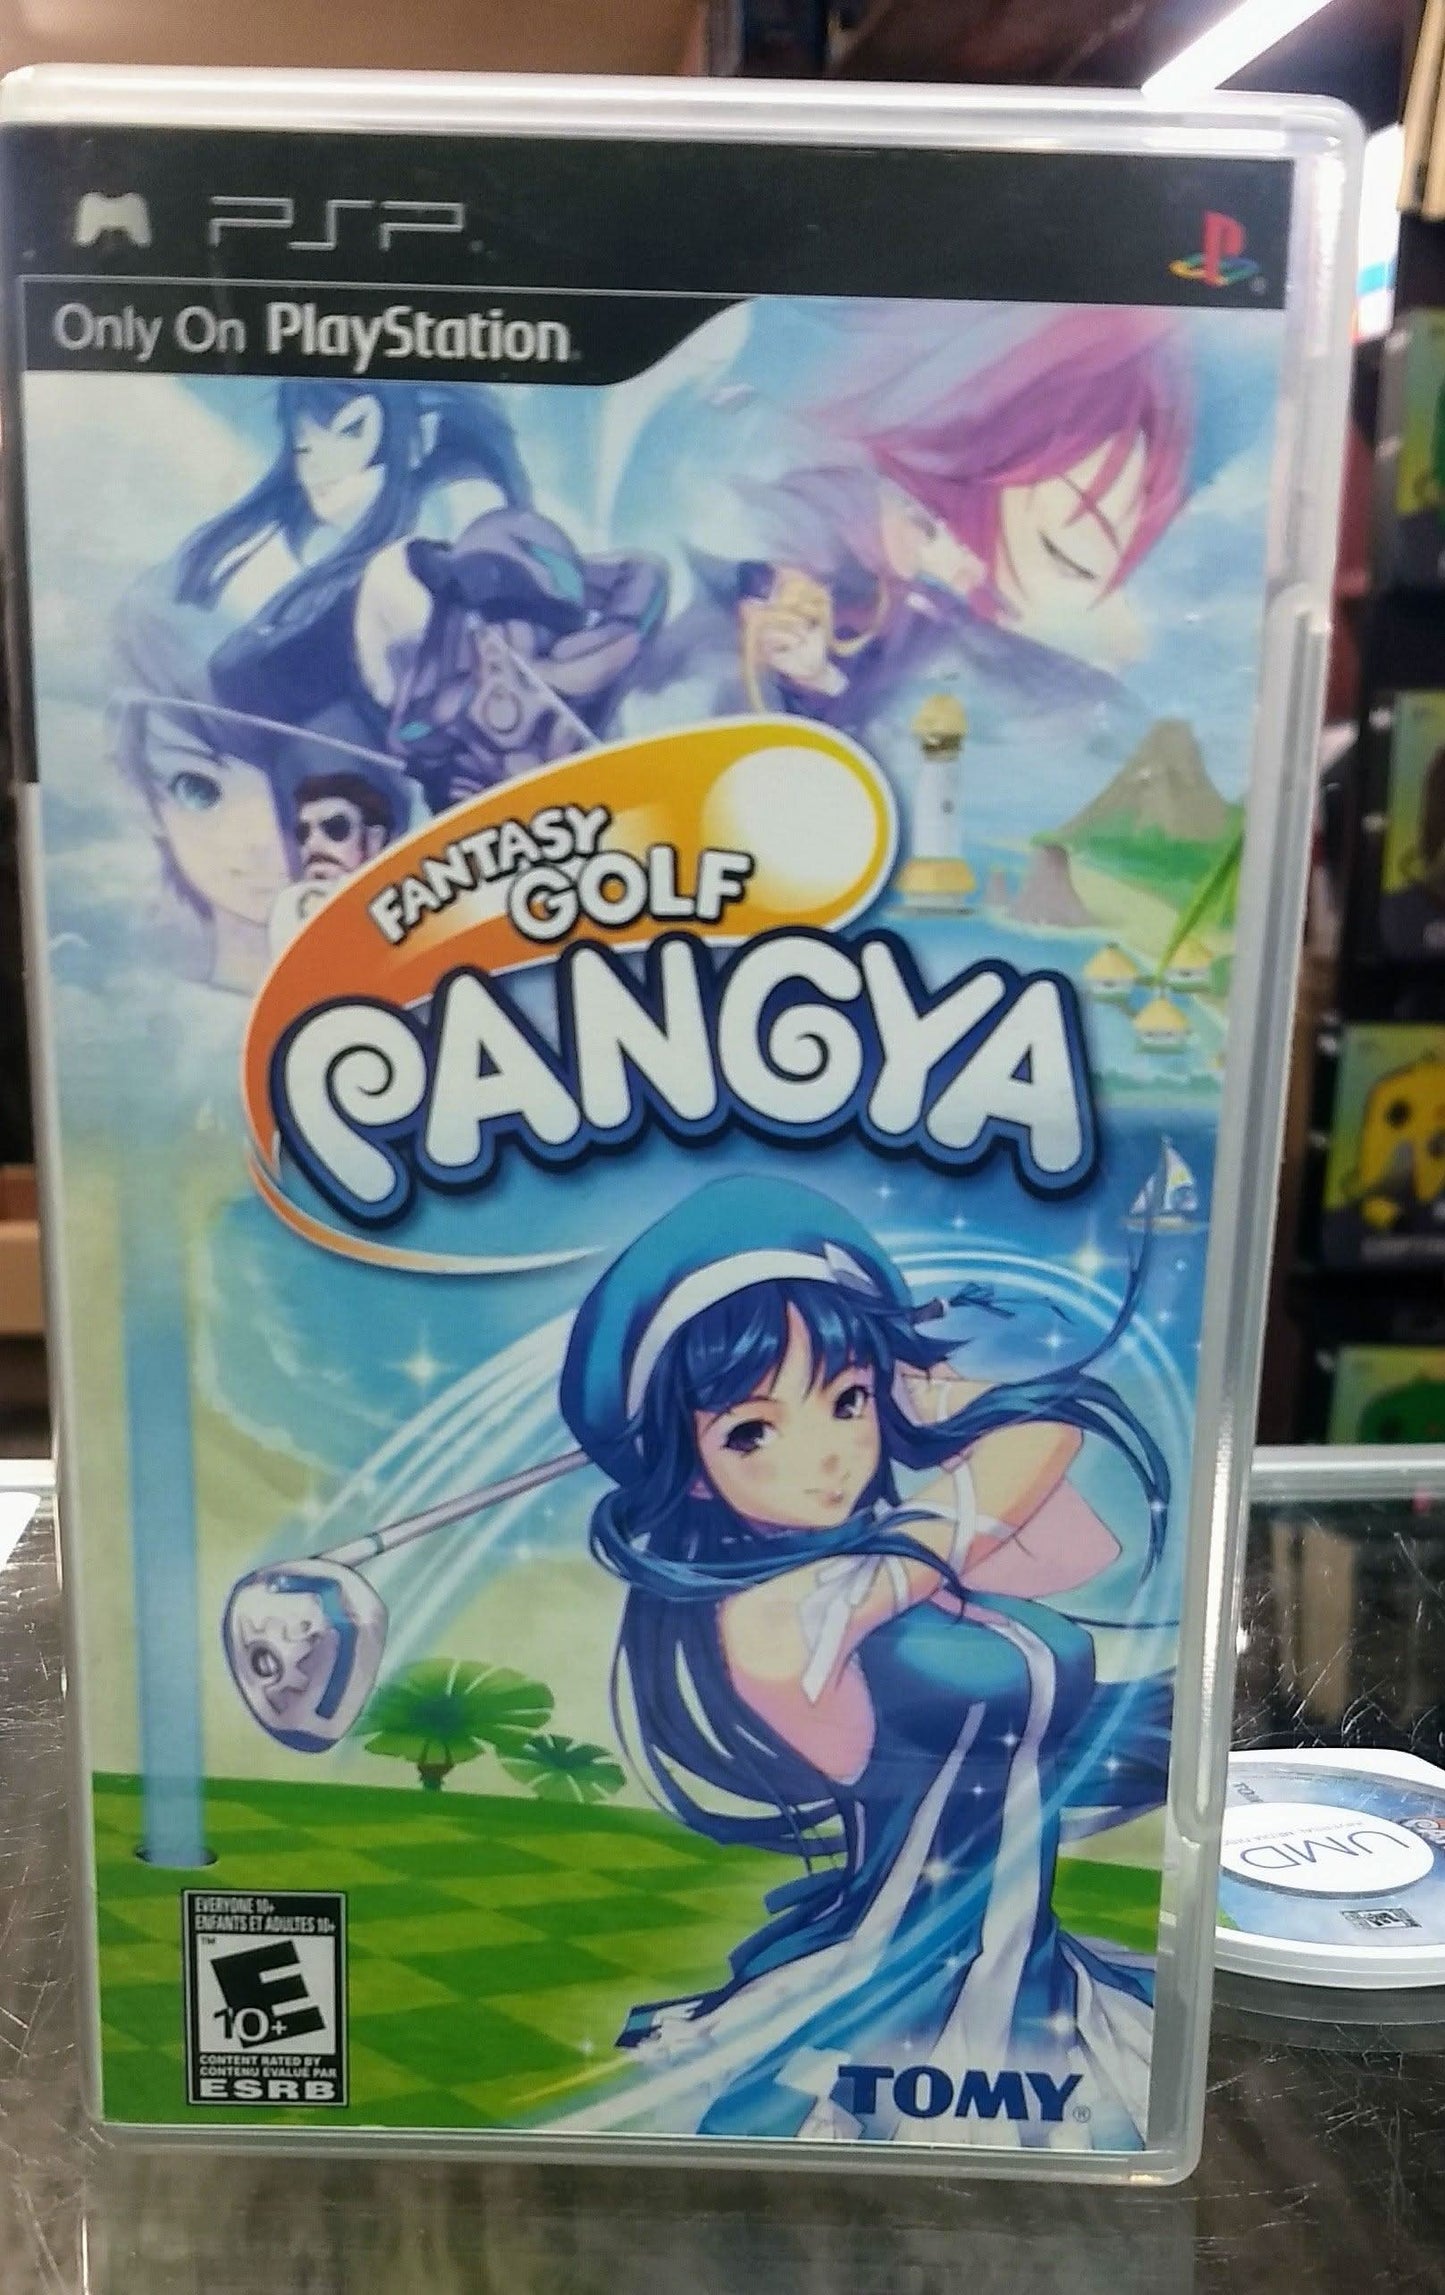 PSP
Only On PlayStation
FANTASY
GOLF
PANGYA
EVERYONE 10+
ENFANTS ET ADULTES 10+
E
10+
CONTENT RATED BY
CONTENU ÉVALUÉ PAR
ESRB
TOMY®
UMD